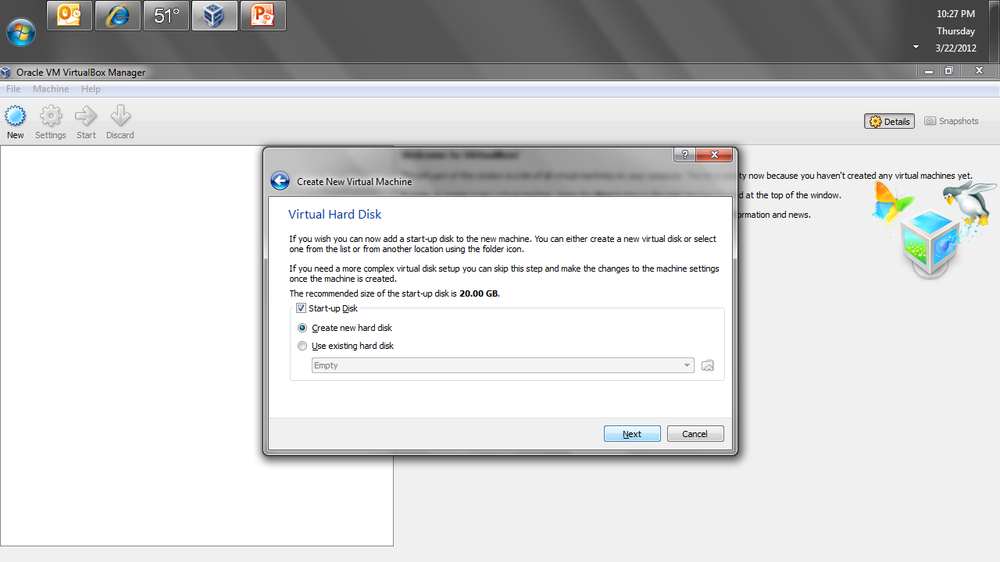 51°
10:27 PM
Thursday
3/22/2012
Oracle VM VirtualBox Manager
File Machine Help
New Settings Start Discard
Details Snapshots
Welcome to VirtualBox!
ty now because you haven't created any virtual machines yet.
d at the top of the window.
ormation and news.
Create New Virtual Machine
Virtual Hard Disk
If you wish you can now add a start-up disk to the new machine. You can either create a new virtual disk or select
one from the list or from another location using the folder icon.
If you need a more complex virtual disk setup you can skip this step and make the changes to the machine settings
once the machine is created.
The recommended size of the start-up disk is 20.00 GB.
Start-up Disk
Create new hard disk
Use existing hard disk
Empty
Next Cancel